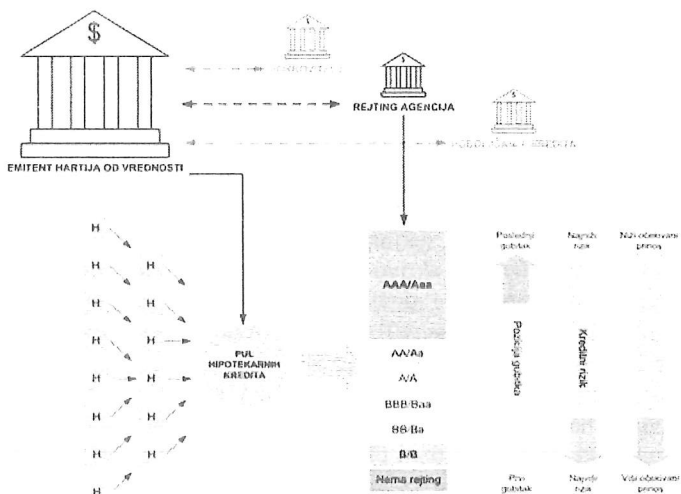 $
$
$
REJTING AGENCIJA
$
KREDITA
EMITENT HARTIJA OD VREDNOSTI
H
H H
H H
H H
H H
H H
H H
H
PUL
HIPOTEKARNIH
KREDITA
AAA/Aaa
AA/Aa
A/A
BBB/Baa
BB/Ba
B/B
Nema rejting
Poslednji
gubitak
Najniži
rizik
Niži očekivani
prinos
Pozicija gubitka
Kreditni rizik
Prvi
gubitak
Najviši
rizik
Viši očekivani
prinos